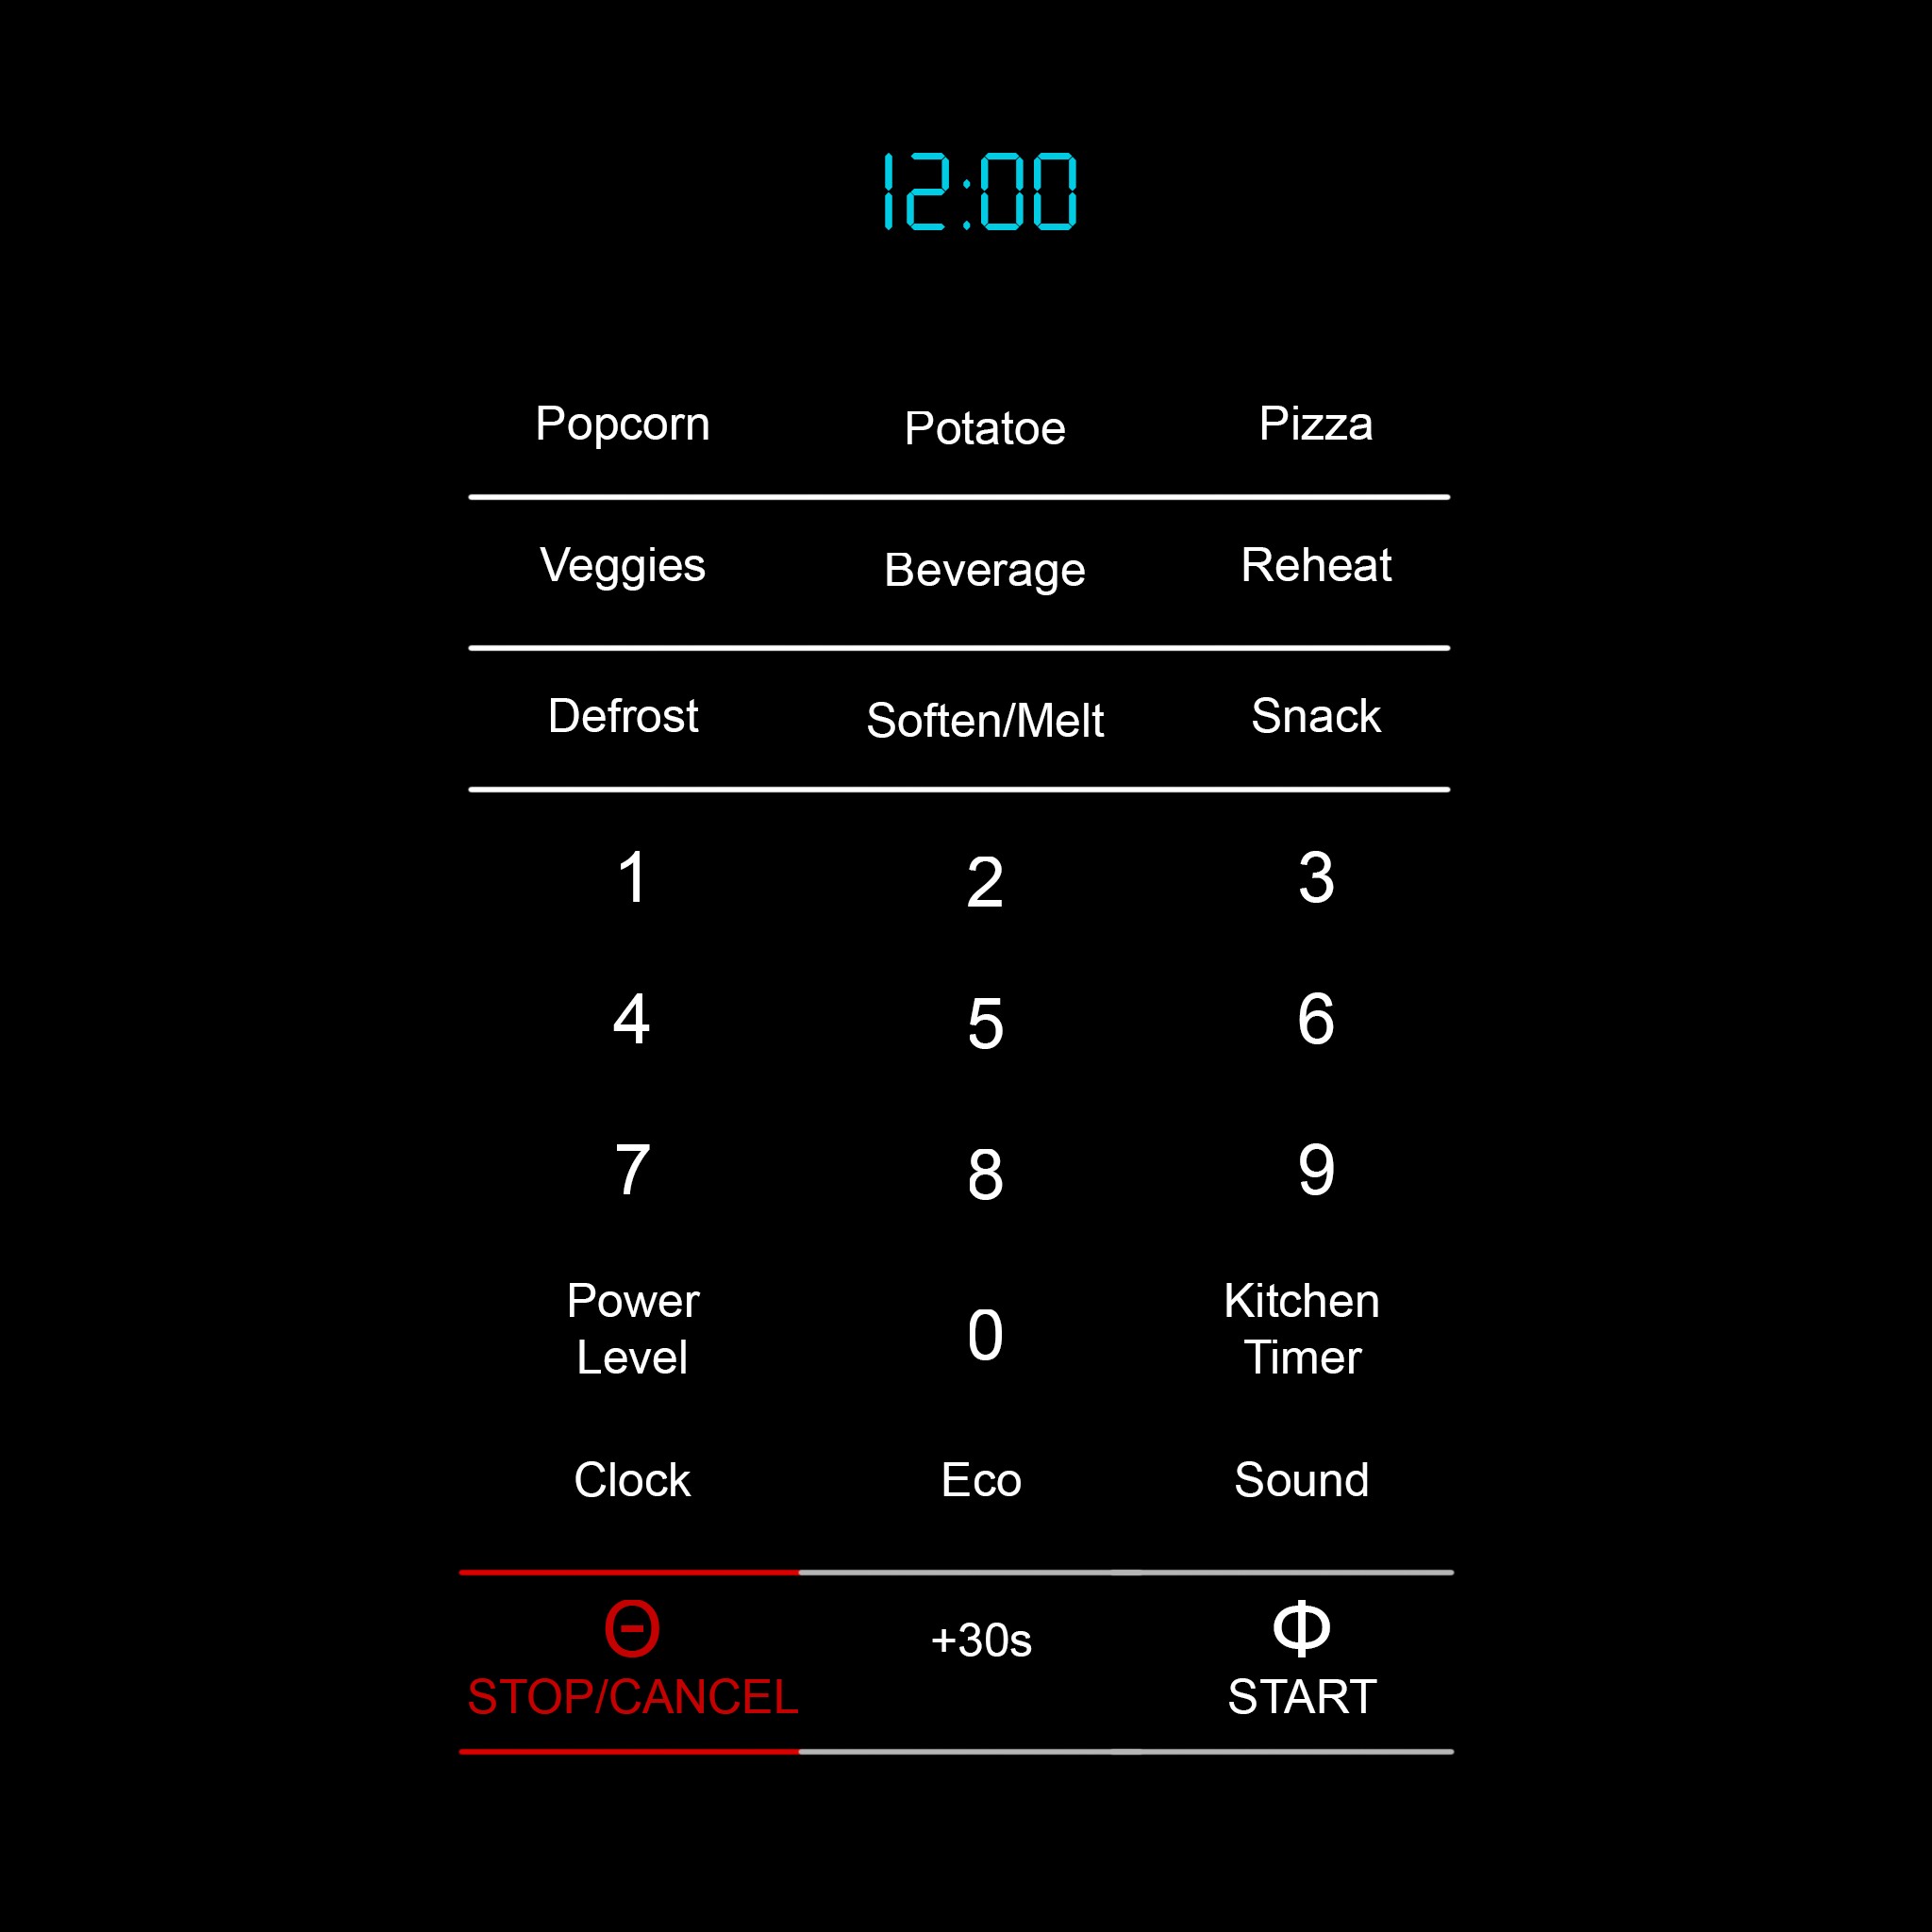 12:00
Popcorn Potatoe Pizza
Veggies Beverage Reheat
Defrost Soften/Melt Snack
1 2 3
4 5 6
7 8 9
Power Level 0 Kitchen Timer
Clock Eco Sound
Θ +30s Φ
STOP/CANCEL START